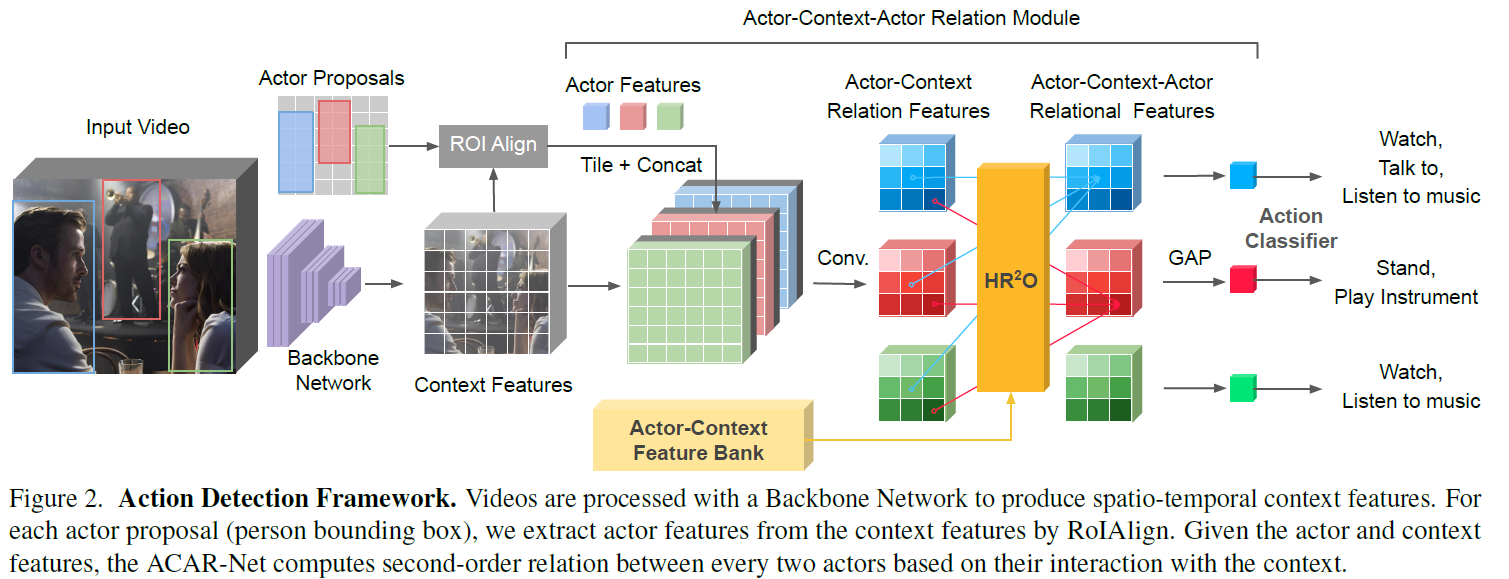 Actor-Context-Actor Relation Module
Actor Proposals
Actor Features
Actor-Context
Relation Features
Actor-Context-Actor
Relational Features
Input Video
ROI Align
Tile + Concat
Watch,
Talk to,
Listen to music
Action
Classifier
Conv.
HR²O
GAP
Stand,
Play Instrument
Backbone
Network
Context Features
Watch,
Listen to music
Actor-Context
Feature Bank
Figure 2. Action Detection Framework. Videos are processed with a Backbone Network to produce spatio-temporal context features. For
each actor proposal (person bounding box), we extract actor features from the context features by RoIAlign. Given the actor and context
features, the ACAR-Net computes second-order relation between every two actors based on their interaction with the context.